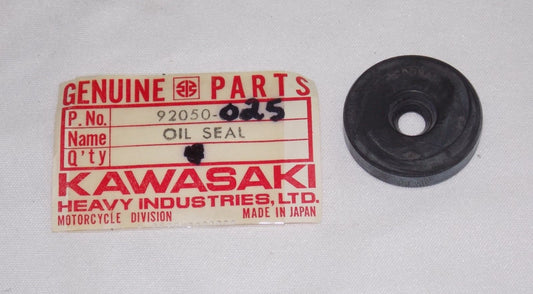 GENUINE PARTS
P. No. 92050-025
Name OIL SEAL
Q'ty
KAWASAKI
HEAVY INDUSTRIES, LTD.
MOTORCYCLE DIVISION MADE IN JAPAN